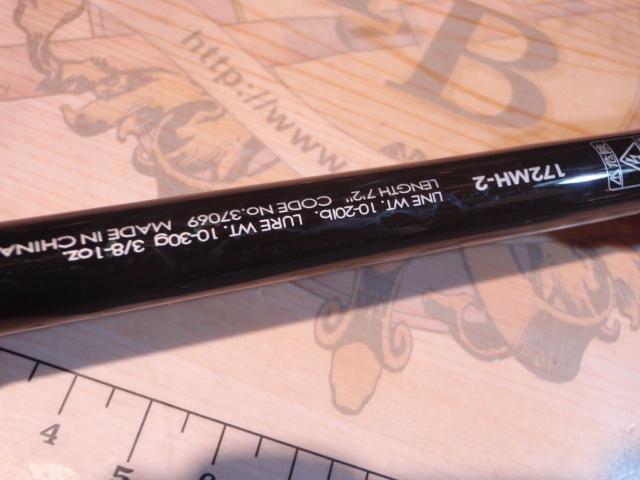 172MH-2
LENGTH 7'2" CODE No.37069 MADE IN CHINA
LINE WT. 10-20lb. LURE WT. 10-30g 3/8-1oz
B
http://www.
4
5